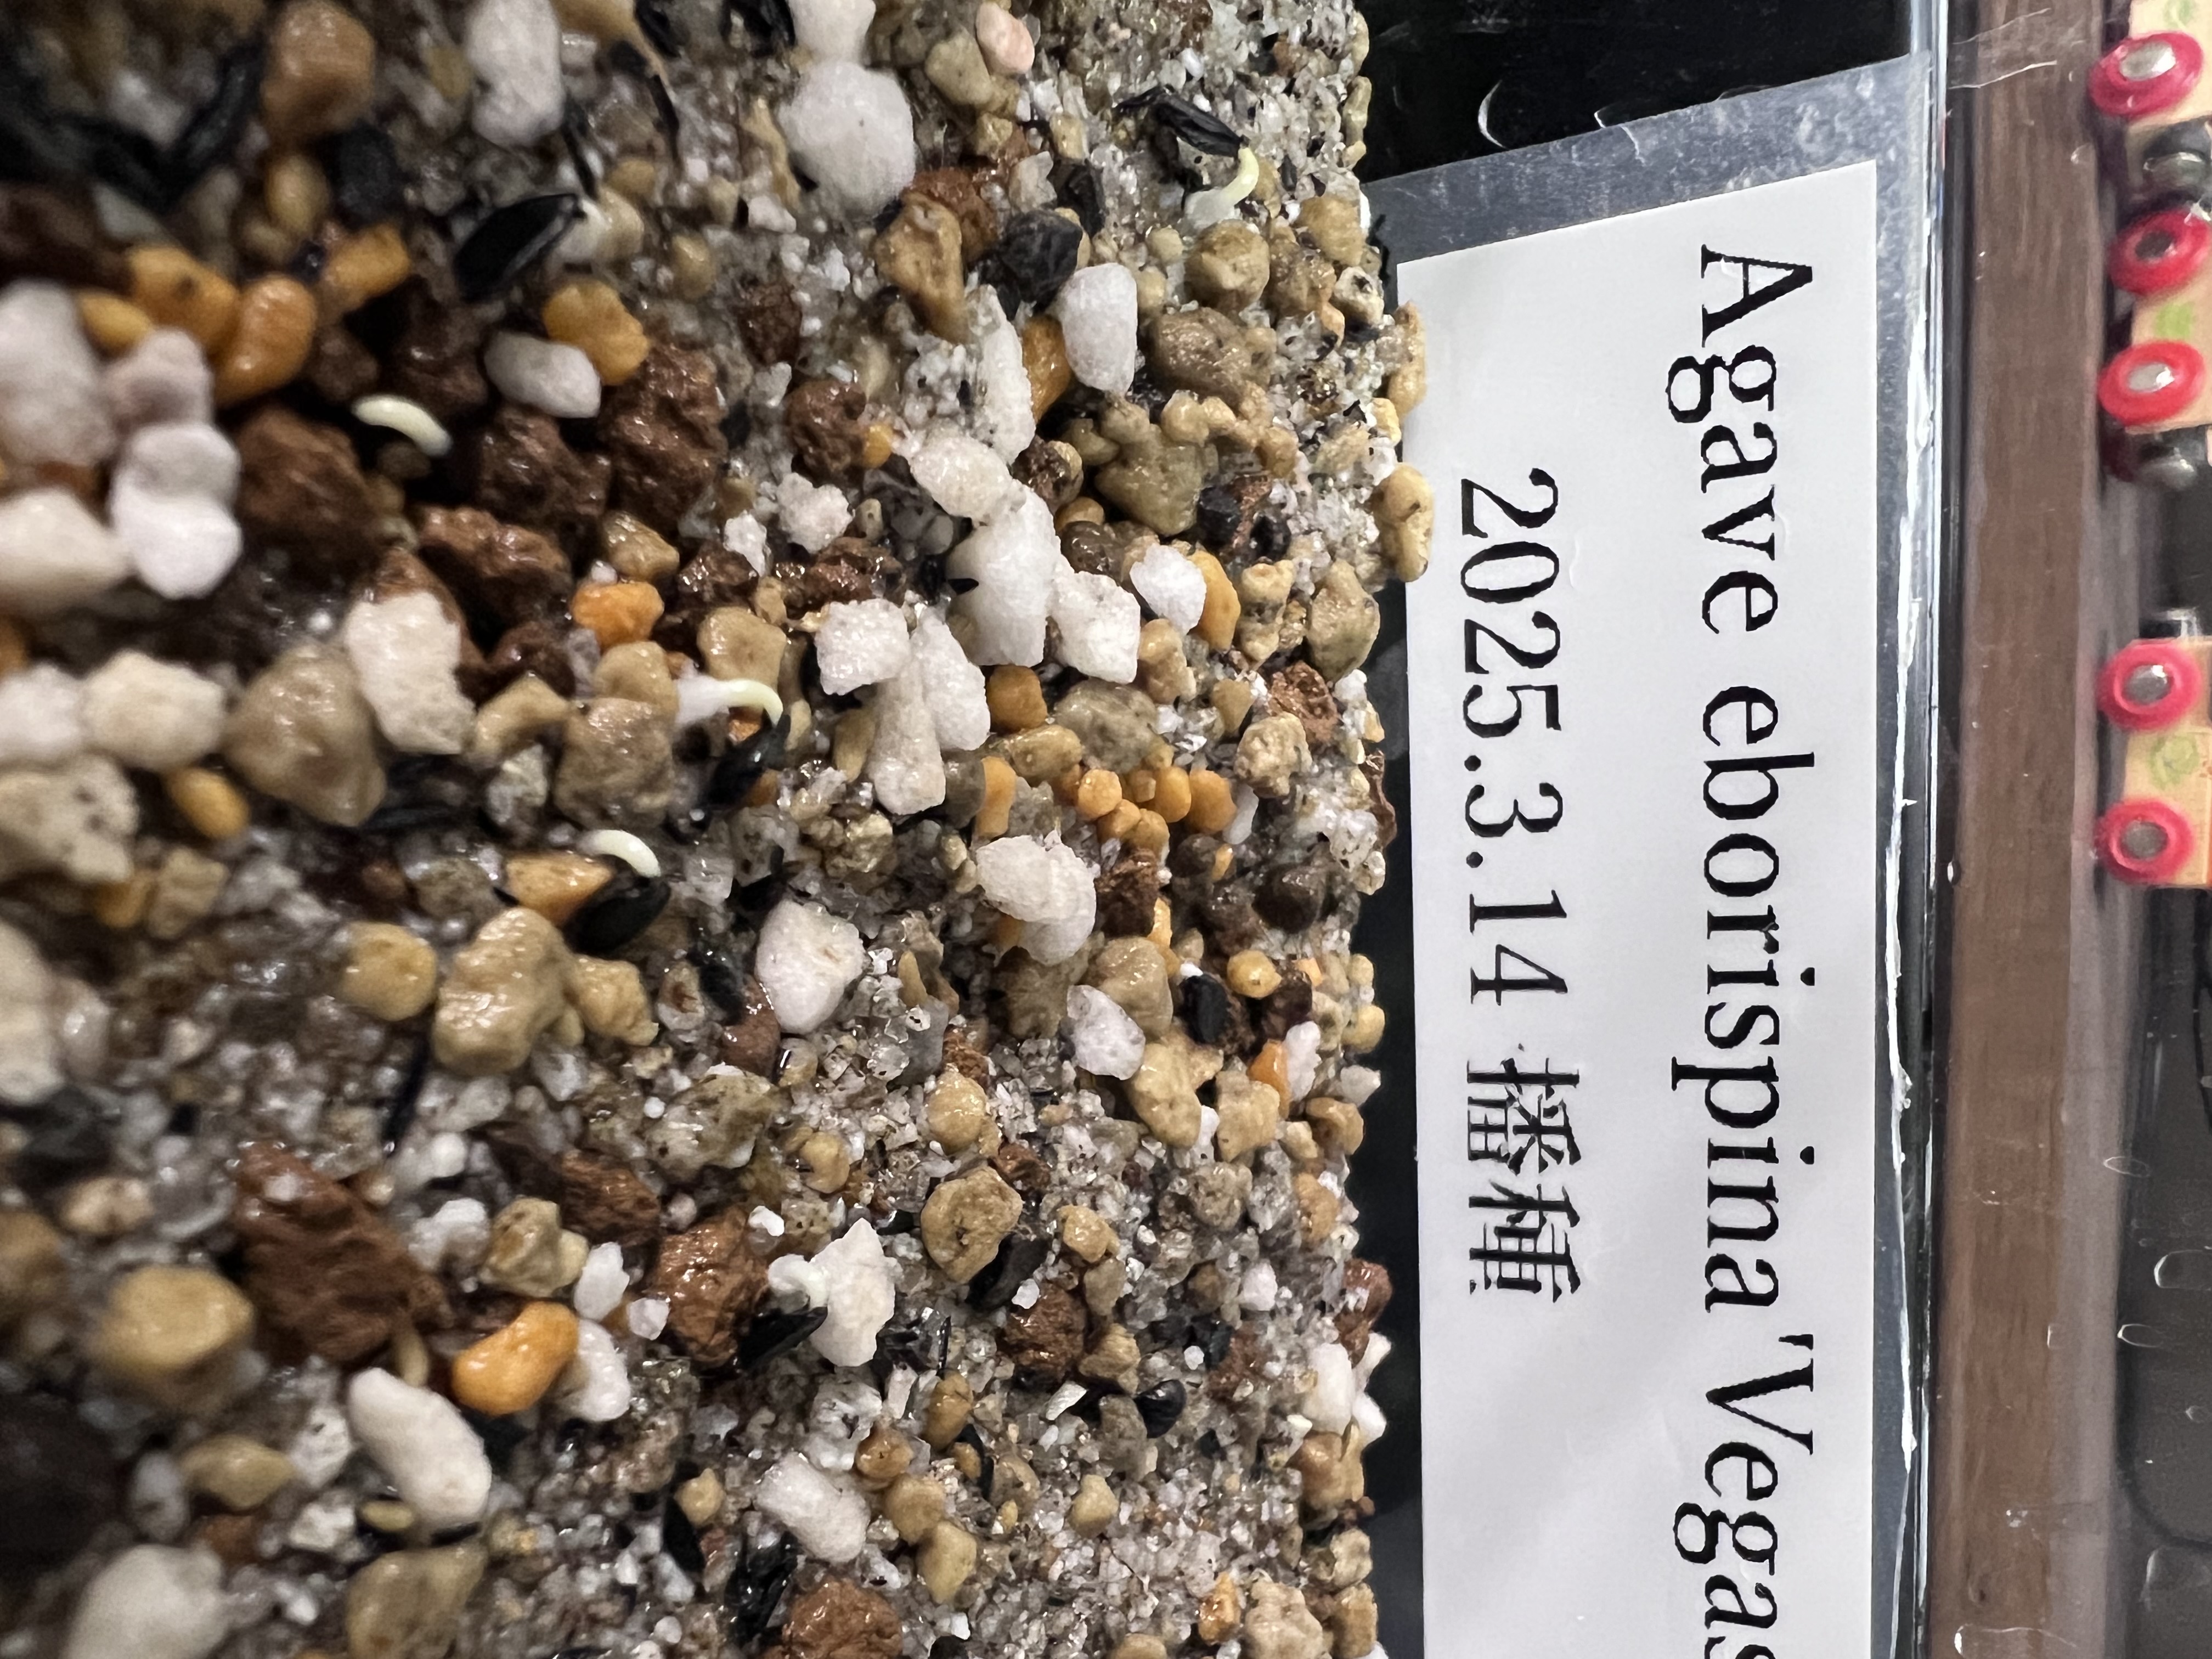 Agave eborispina'Vegas
2025.3.14 播種